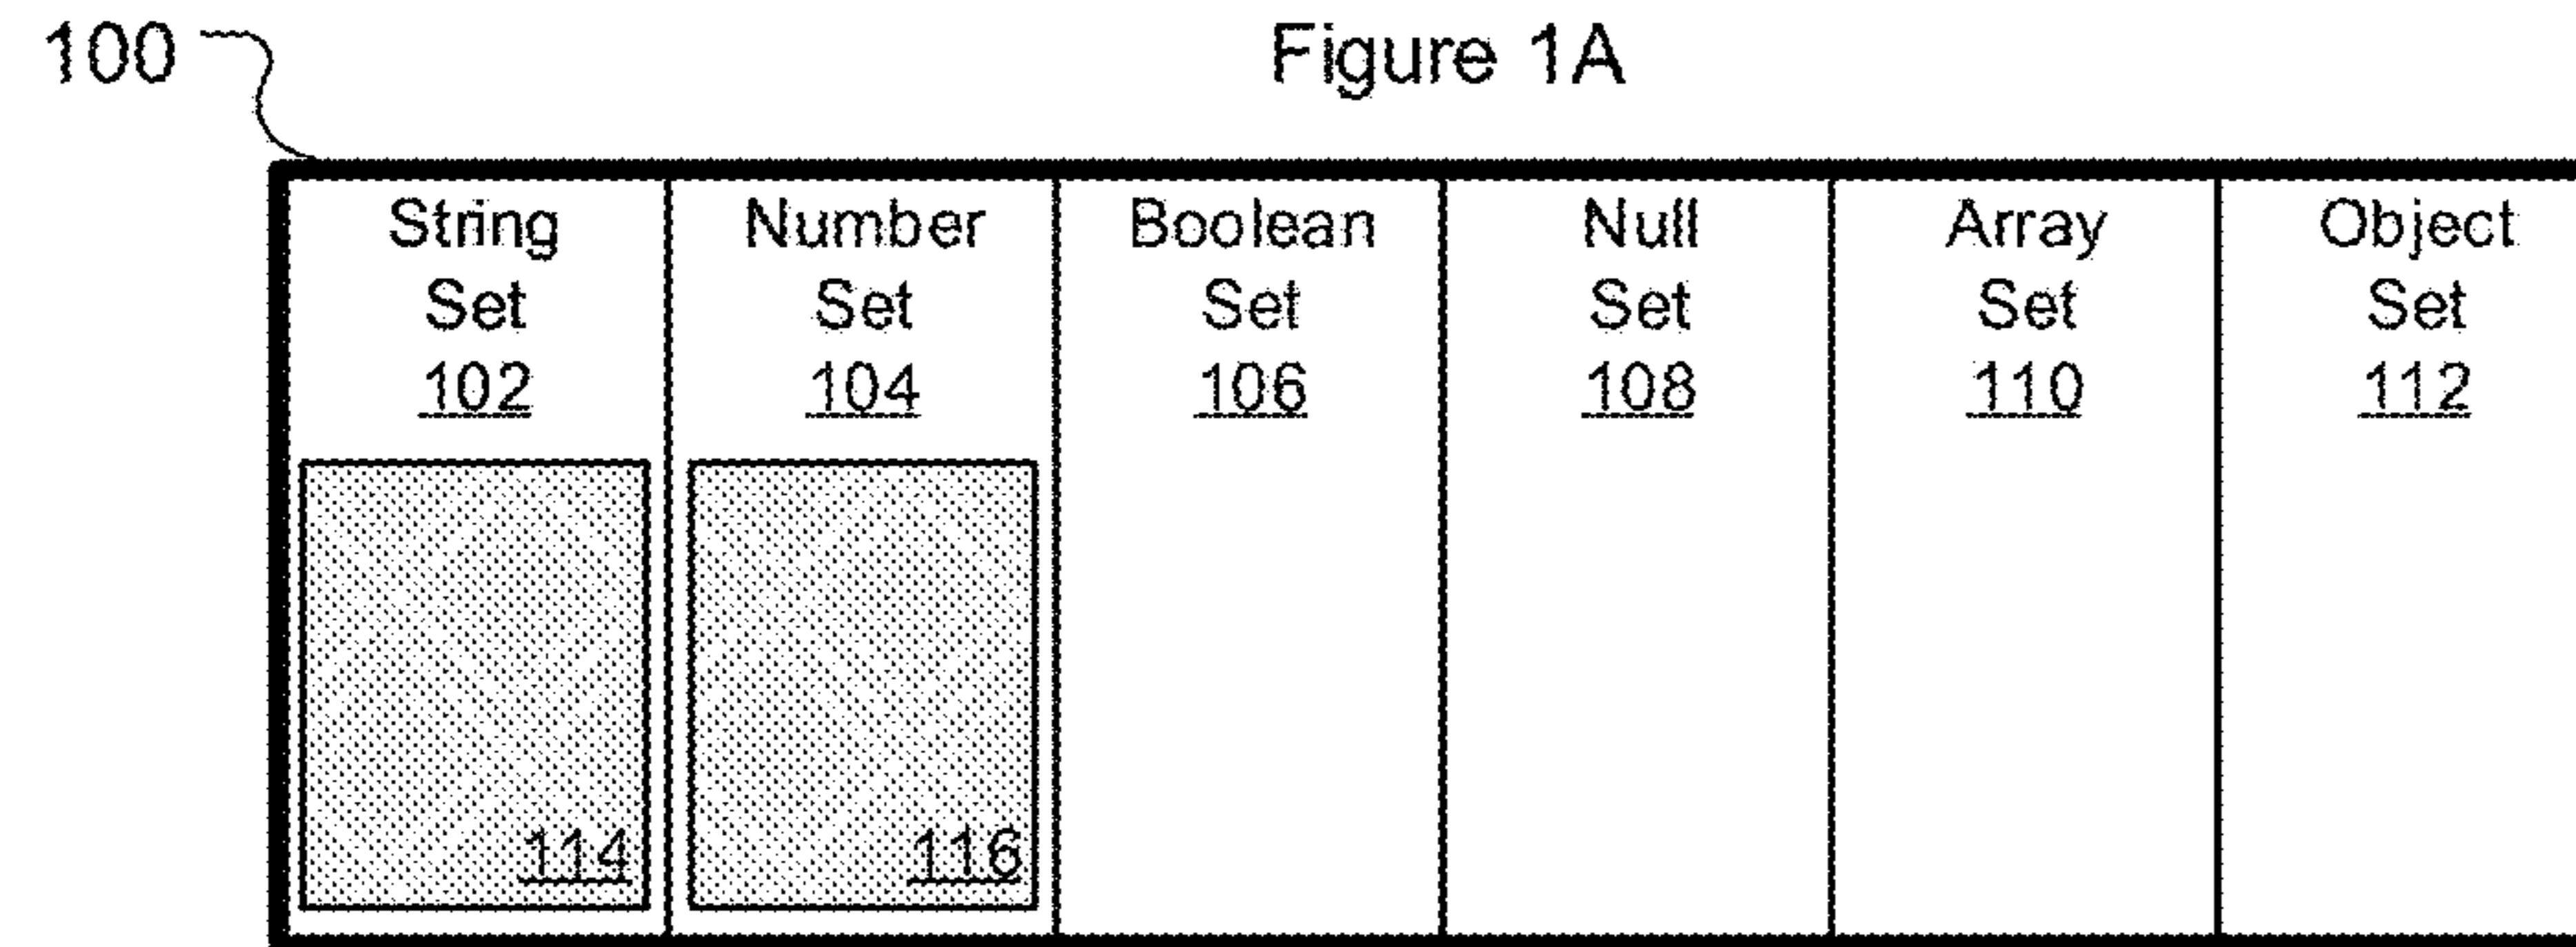 Figure 1A
100
String Set 102
Number Set 104
Boolean Set 106
Null Set 108
Array Set 110
Object Set 112
114
116